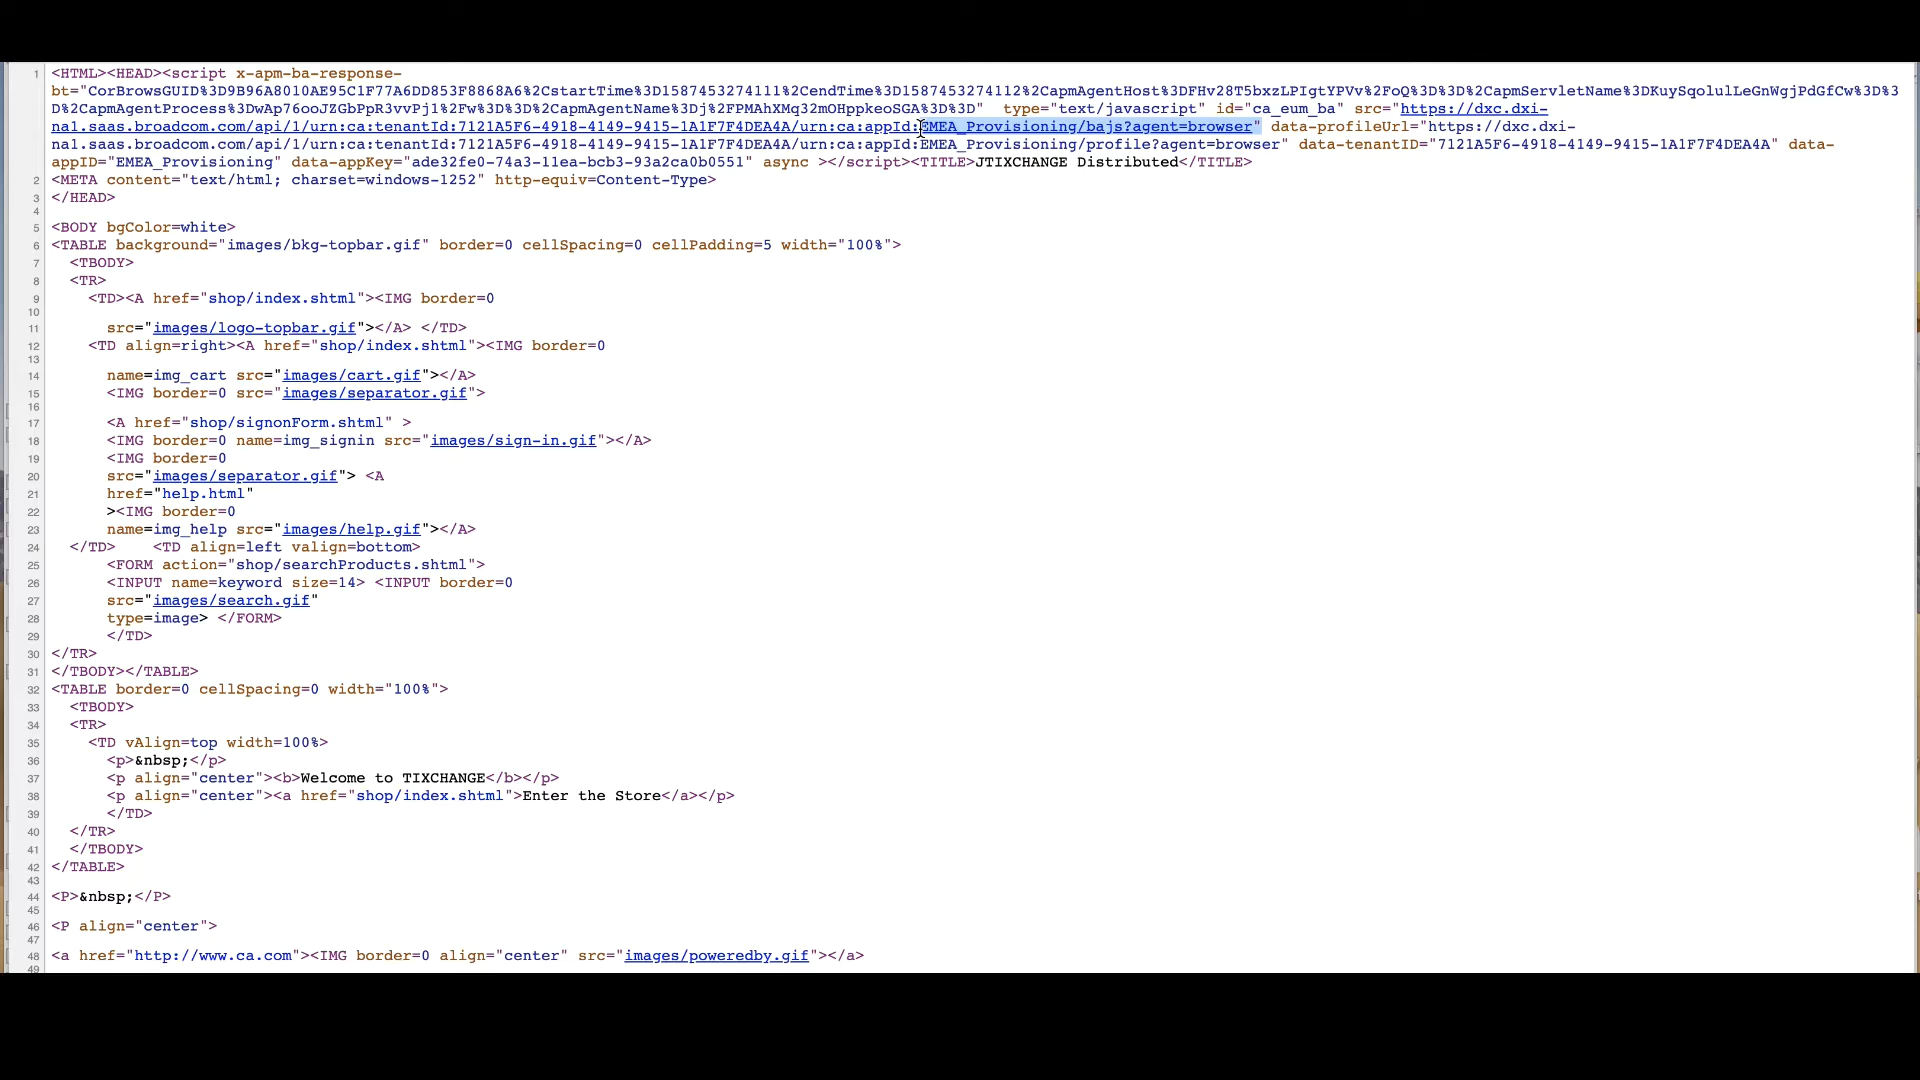 1 <HTML><HEAD><script x-apm-ba-response-
bt="CorBrowsGUID%3D9B96A8010AE95C1F77A6DD853F8868A6%2CstartTime%3D1587453274111%2CendTime%3D1587453274112%2CapmAgentHost%3DFHv28T5bxzLPIgtYPVv%2FoQ%3D%3D%2CapmServletName%3DKuySqolulLeGnWgjPdGfCw%3D%3
D%2CapmAgentProcess%3DwAp76ooJZGbPpR3vvPj1%2Fw%3D%3D%2CapmAgentName%3Dj%2FPMAhXMq32mOHppkeoSGA%3D%3D"  type="text/javascript" id="ca_eum_ba" src="https://dxc.dxi-
na1.saas.broadcom.com/api/1/urn:ca:tenantId:7121A5F6-4918-4149-9415-1A1F7F4DEA4A/urn:ca:appId:EMEA_Provisioning/bajs?agent=browser" data-profileUrl="https://dxc.dxi-
na1.saas.broadcom.com/api/1/urn:ca:tenantId:7121A5F6-4918-4149-9415-1A1F7F4DEA4A/urn:ca:appId:EMEA_Provisioning/profile?agent=browser" data-tenantID="7121A5F6-4918-4149-9415-1A1F7F4DEA4A" data-
appID="EMEA_Provisioning" data-appKey="ade32fe0-74a3-11ea-bcb3-93a2ca0b0551" async ></script><TITLE>JTIXCHANGE Distributed</TITLE>
2 <META content="text/html; charset=windows-1252" http-equiv=Content-Type>
3 </HEAD>
4
5 <BODY bgColor=white>
6 <TABLE background="images/bkg-topbar.gif" border=0 cellSpacing=0 cellPadding=5 width="100%">
7   <TBODY>
8   <TR>
9     <TD><A href="shop/index.shtml"><IMG border=0
10
11       src="images/logo-topbar.gif"></A> </TD>
12     <TD align=right><A href="shop/index.shtml"><IMG border=0
13
14       name=img_cart src="images/cart.gif"></A>
15       <IMG border=0 src="images/separator.gif">
16
17       <A href="shop/signonForm.shtml" >
18       <IMG border=0 name=img_signin src="images/sign-in.gif"></A>
19       <IMG border=0
20       src="images/separator.gif"> <A
21       href="help.html"
22       ><IMG border=0
23       name=img_help src="images/help.gif"></A>
24   </TD>    <TD align=left valign=bottom>
25       <FORM action="shop/searchProducts.shtml">
26       <INPUT name=keyword size=14> <INPUT border=0
27       src="images/search.gif"
28       type=image> </FORM>
29       </TD>
30 </TR>
31 </TBODY></TABLE>
32 <TABLE border=0 cellSpacing=0 width="100%">
33   <TBODY>
34   <TR>
35     <TD vAlign=top width=100%>
36       <p>&nbsp;</p>
37       <p align="center"><b>Welcome to TIXCHANGE</b></p>
38       <p align="center"><a href="shop/index.shtml">Enter the Store</a></p>
39       </TD>
40   </TR>
41   </TBODY>
42 </TABLE>
43
44 <P>&nbsp;</P>
45
46 <P align="center">
47
48 <a href="http://www.ca.com"><IMG border=0 align="center" src="images/poweredby.gif"></a>
49